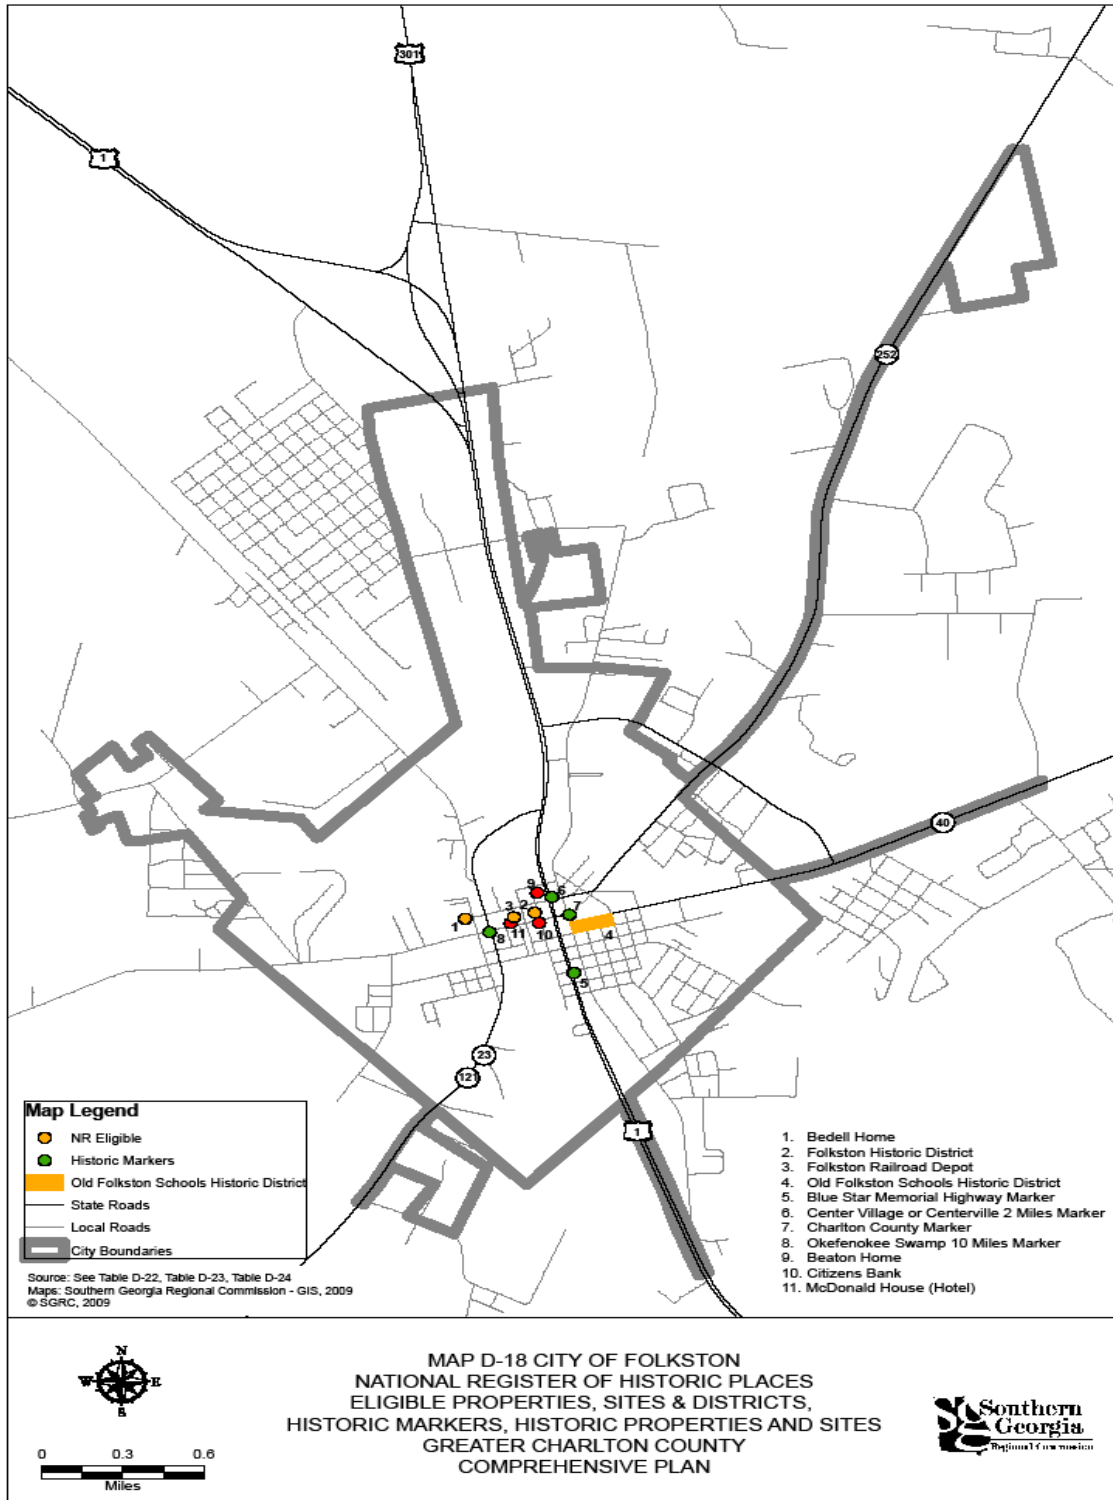 301
1
252
40
9
6
2
3
7
1
8
11
10
4
5
23
121
1
Map Legend
NR Eligible
Historic Markers
Old Folkston Schools Historic District
State Roads
Local Roads
City Boundaries
Source: See Table D-22, Table D-23, Table D-24
Maps: Southern Georgia Regional Commission - GIS, 2009
© SGRC, 2009
1. Bedell Home
2. Folkston Historic District
3. Folkston Railroad Depot
4. Old Folkston Schools Historic District
5. Blue Star Memorial Highway Marker
6. Center Village or Centerville 2 Miles Marker
7. Charlton County Marker
8. Okefenokee Swamp 10 Miles Marker
9. Beaton Home
10. Citizens Bank
11. McDonald House (Hotel)
N
W E
S
0 0.3 0.6
Miles
MAP D-18 CITY OF FOLKSTON
NATIONAL REGISTER OF HISTORIC PLACES
ELIGIBLE PROPERTIES, SITES & DISTRICTS,
HISTORIC MARKERS, HISTORIC PROPERTIES AND SITES
GREATER CHARLTON COUNTY
COMPREHENSIVE PLAN
Southern
Georgia
Regional Commission